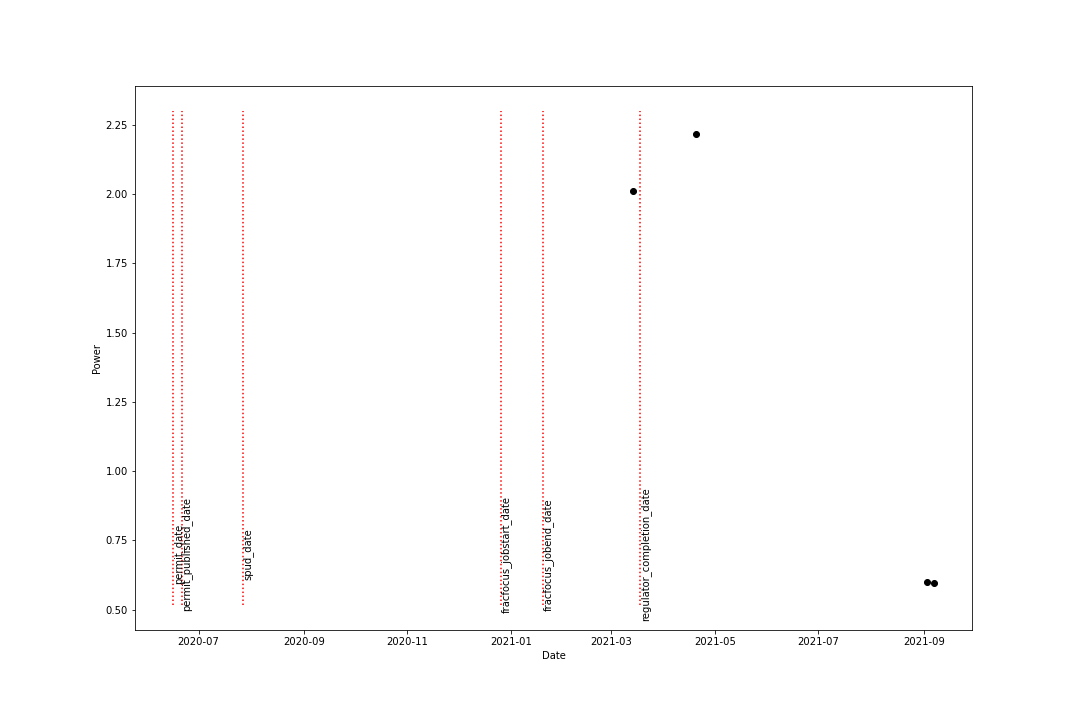 2.25
2.00
1.75
1.50
1.25
1.00
0.75
0.50
Power
permit_date
permit_published_date
spud_date
fracfocus_jobstart_date
fracfocus_jobend_date
regulator_completion_date
2020-07
2020-09
2020-11
2021-01
2021-03
2021-05
2021-07
2021-09
Date